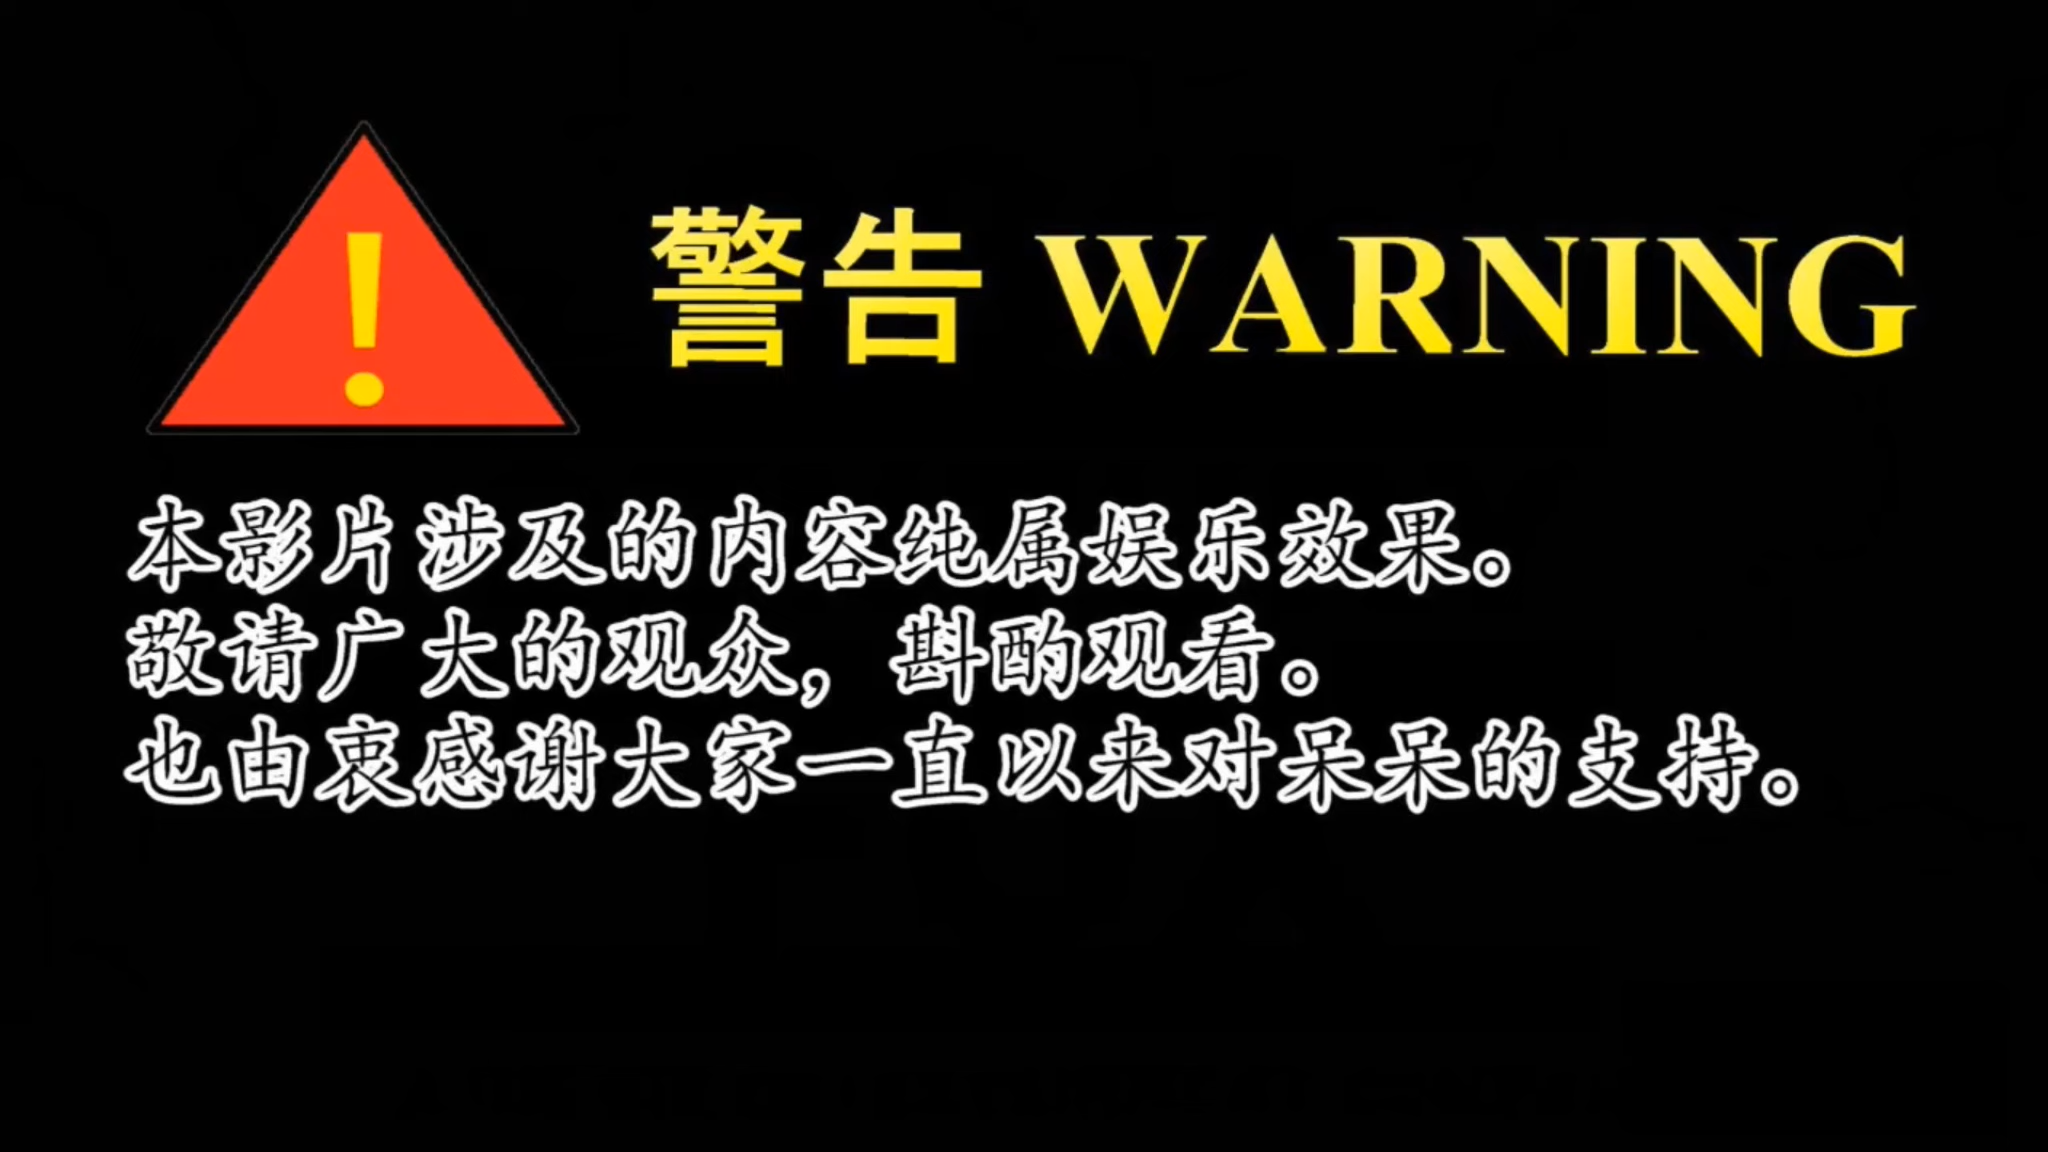 警告 WARNING
本影片涉及的内容纯属娱乐效果。
敬请广大的观众，斟酌观看。
也由衷感谢大家一直以来对呆呆的支持。